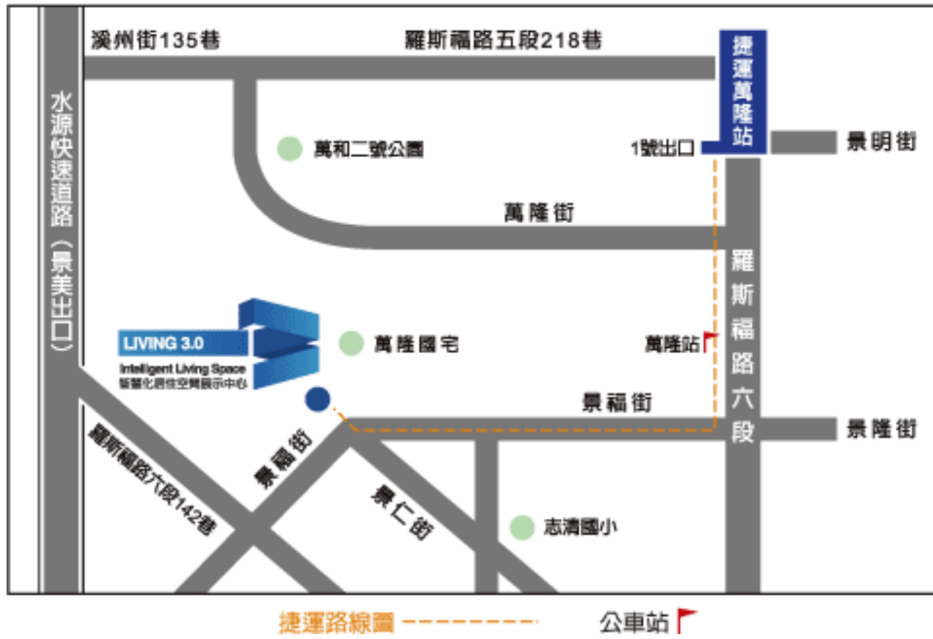 溪州街135巷
羅斯福路五段218巷
捷運萬隆站
水源快速道路（景美出口）
萬和二號公園
1號出口
景明街
萬隆街
羅斯福路六段
LIVING 3.0
Intelligent Living Space
智慧化居住空間展示中心
萬隆國宅
萬隆站
景福街
景隆街
景福街
羅斯福路六段142巷
景仁街
志清國小
捷運路線圖
公車站